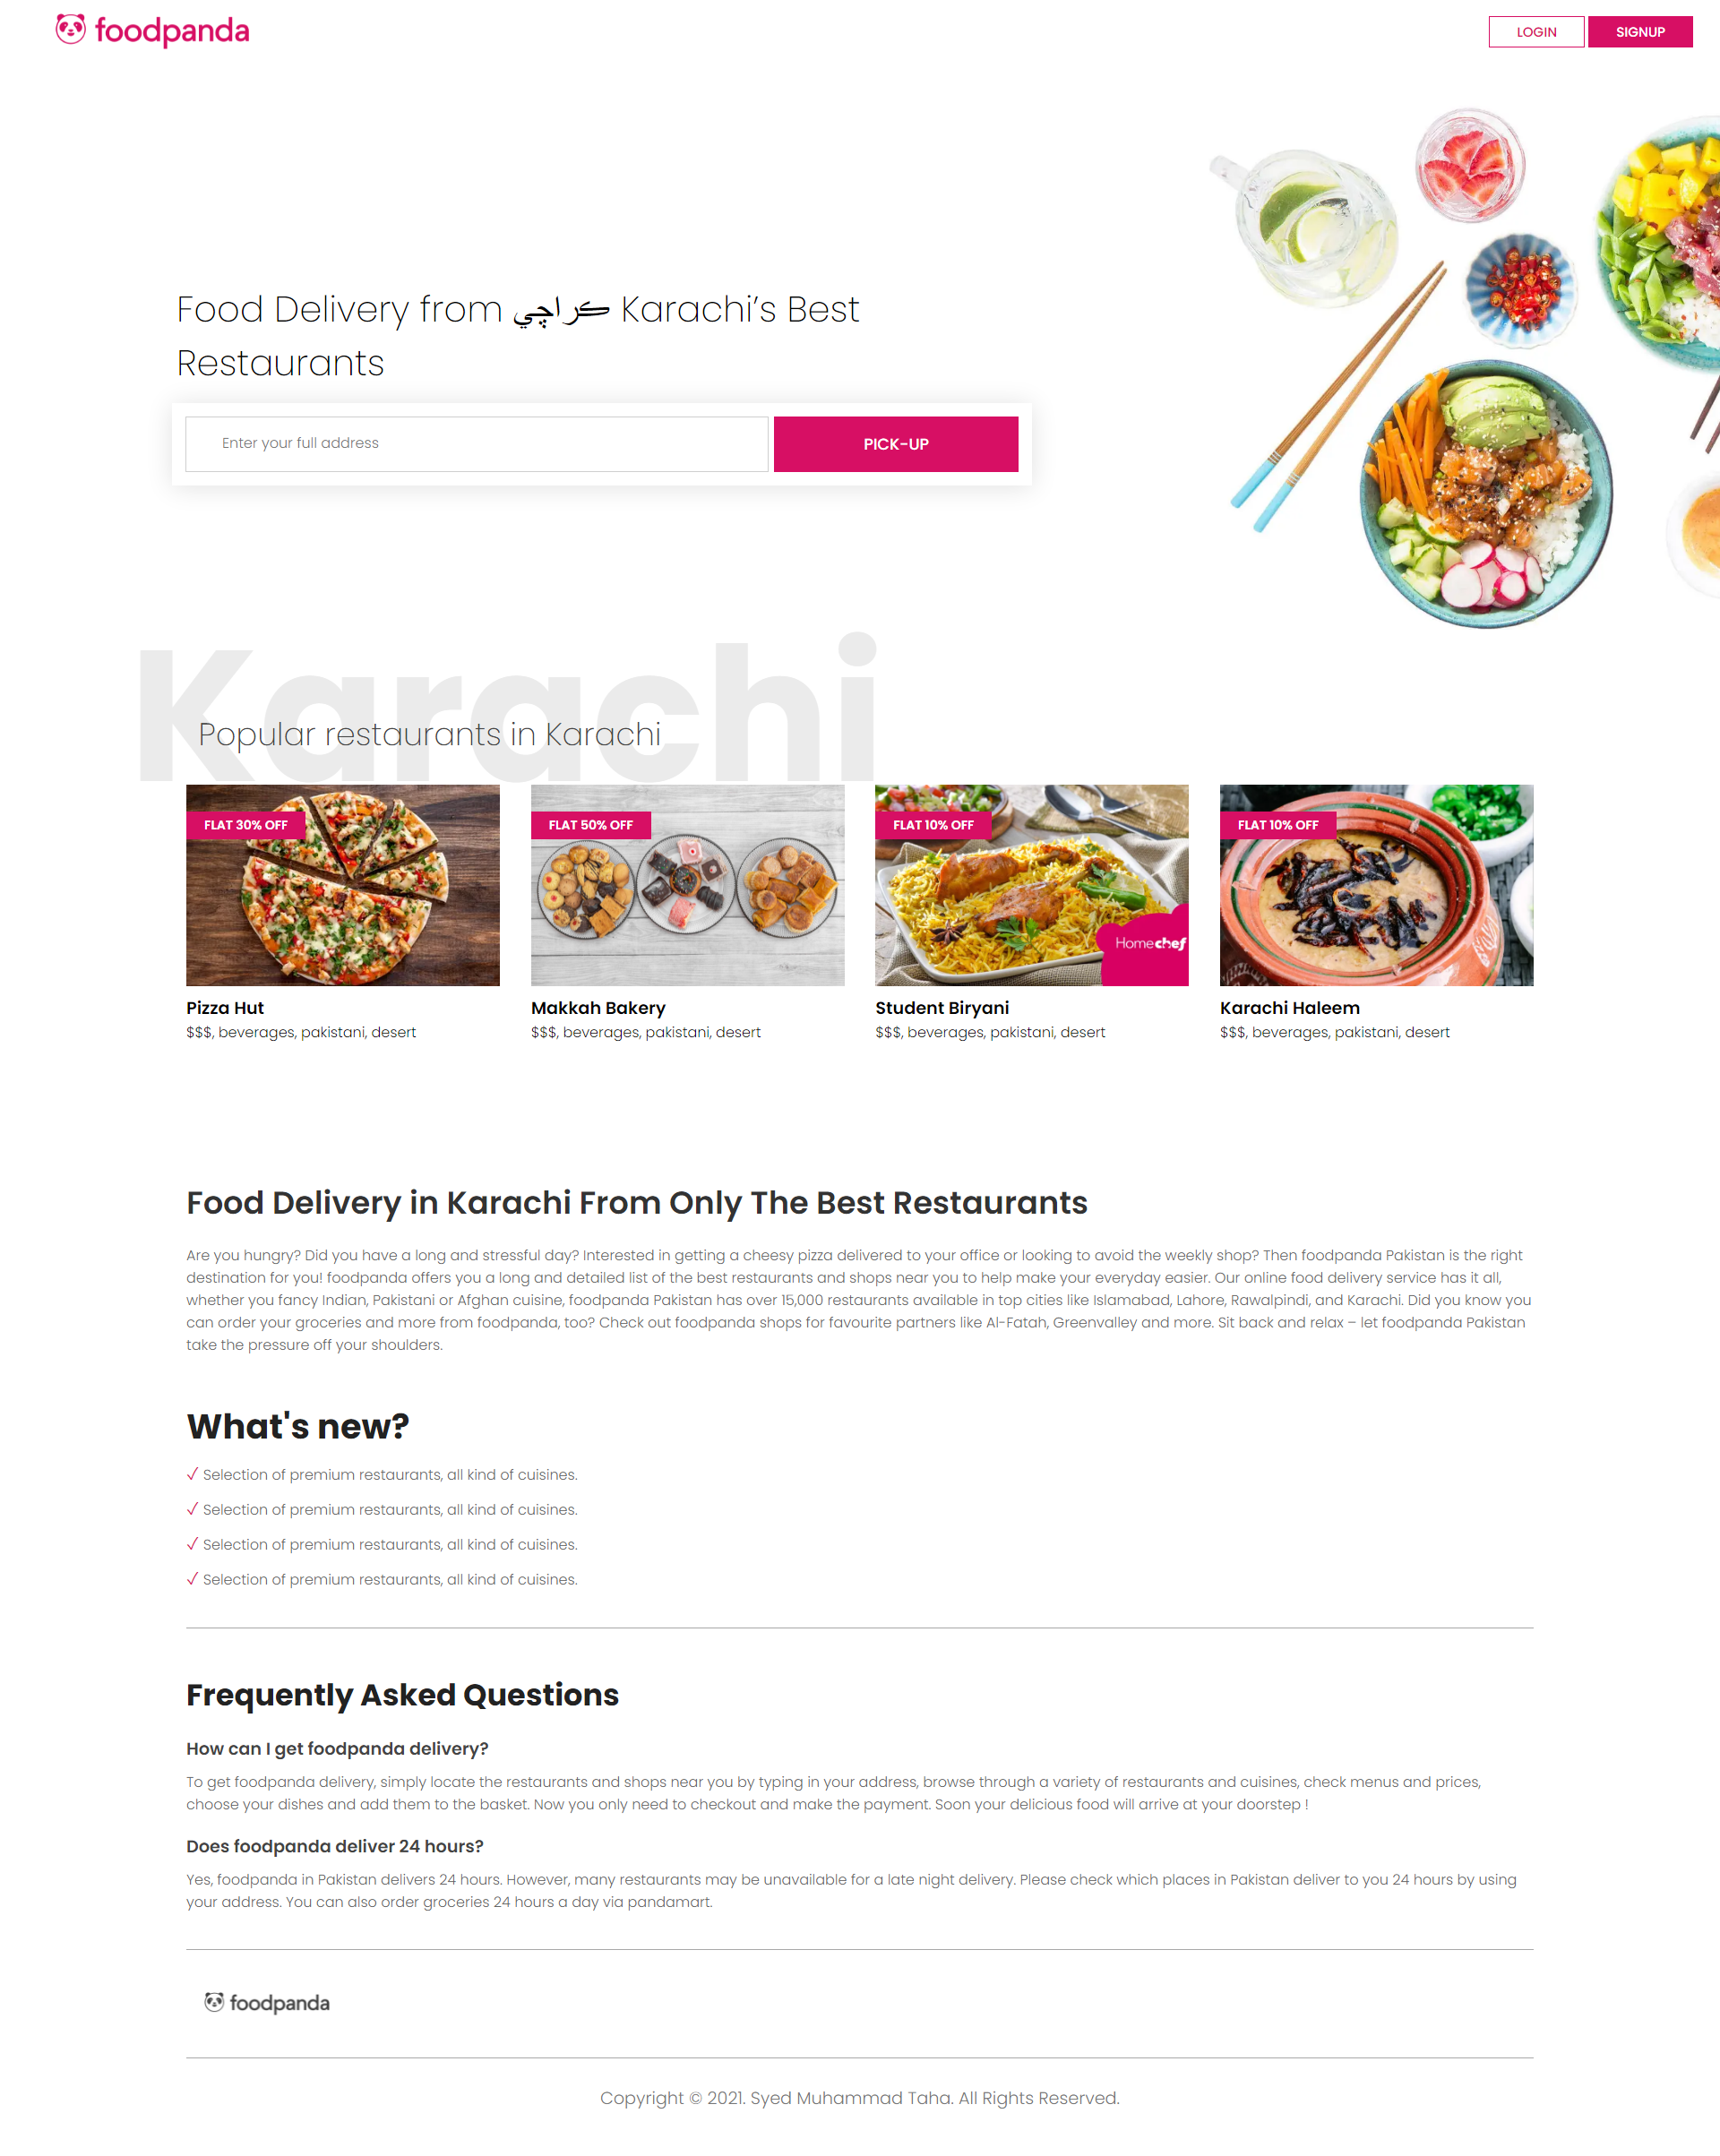 foodpanda
LOGIN
SIGNUP
Food Delivery from ڪراچي Karachi’s Best
Restaurants
Enter your full address
PICK-UP
Karachi
Popular restaurants in Karachi
FLAT 30% OFF
FLAT 50% OFF
FLAT 10% OFF
FLAT 10% OFF
Homechef
Pizza Hut
$$$, beverages, pakistani, desert
Makkah Bakery
$$$, beverages, pakistani, desert
Student Biryani
$$$, beverages, pakistani, desert
Karachi Haleem
$$$, beverages, pakistani, desert
Food Delivery in Karachi From Only The Best Restaurants
Are you hungry? Did you have a long and stressful day? Interested in getting a cheesy pizza delivered to your office or looking to avoid the weekly shop? Then foodpanda Pakistan is the right
destination for you! foodpanda offers you a long and detailed list of the best restaurants and shops near you to help make your everyday easier. Our online food delivery service has it all,
whether you fancy Indian, Pakistani or Afghan cuisine, foodpanda Pakistan has over 15,000 restaurants available in top cities like Islamabad, Lahore, Rawalpindi, and Karachi. Did you know you
can order your groceries and more from foodpanda, too? Check out foodpanda shops for favourite partners like Al-Fatah, Greenvalley and more. Sit back and relax – let foodpanda Pakistan
take the pressure off your shoulders.
What's new?
✓ Selection of premium restaurants, all kind of cuisines.
✓ Selection of premium restaurants, all kind of cuisines.
✓ Selection of premium restaurants, all kind of cuisines.
✓ Selection of premium restaurants, all kind of cuisines.
Frequently Asked Questions
How can I get foodpanda delivery?
To get foodpanda delivery, simply locate the restaurants and shops near you by typing in your address, browse through a variety of restaurants and cuisines, check menus and prices,
choose your dishes and add them to the basket. Now you only need to checkout and make the payment. Soon your delicious food will arrive at your doorstep !
Does foodpanda deliver 24 hours?
Yes, foodpanda in Pakistan delivers 24 hours. However, many restaurants may be unavailable for a late night delivery. Please check which places in Pakistan deliver to you 24 hours by using
your address. You can also order groceries 24 hours a day via pandamart.
foodpanda
Copyright © 2021. Syed Muhammad Taha. All Rights Reserved.